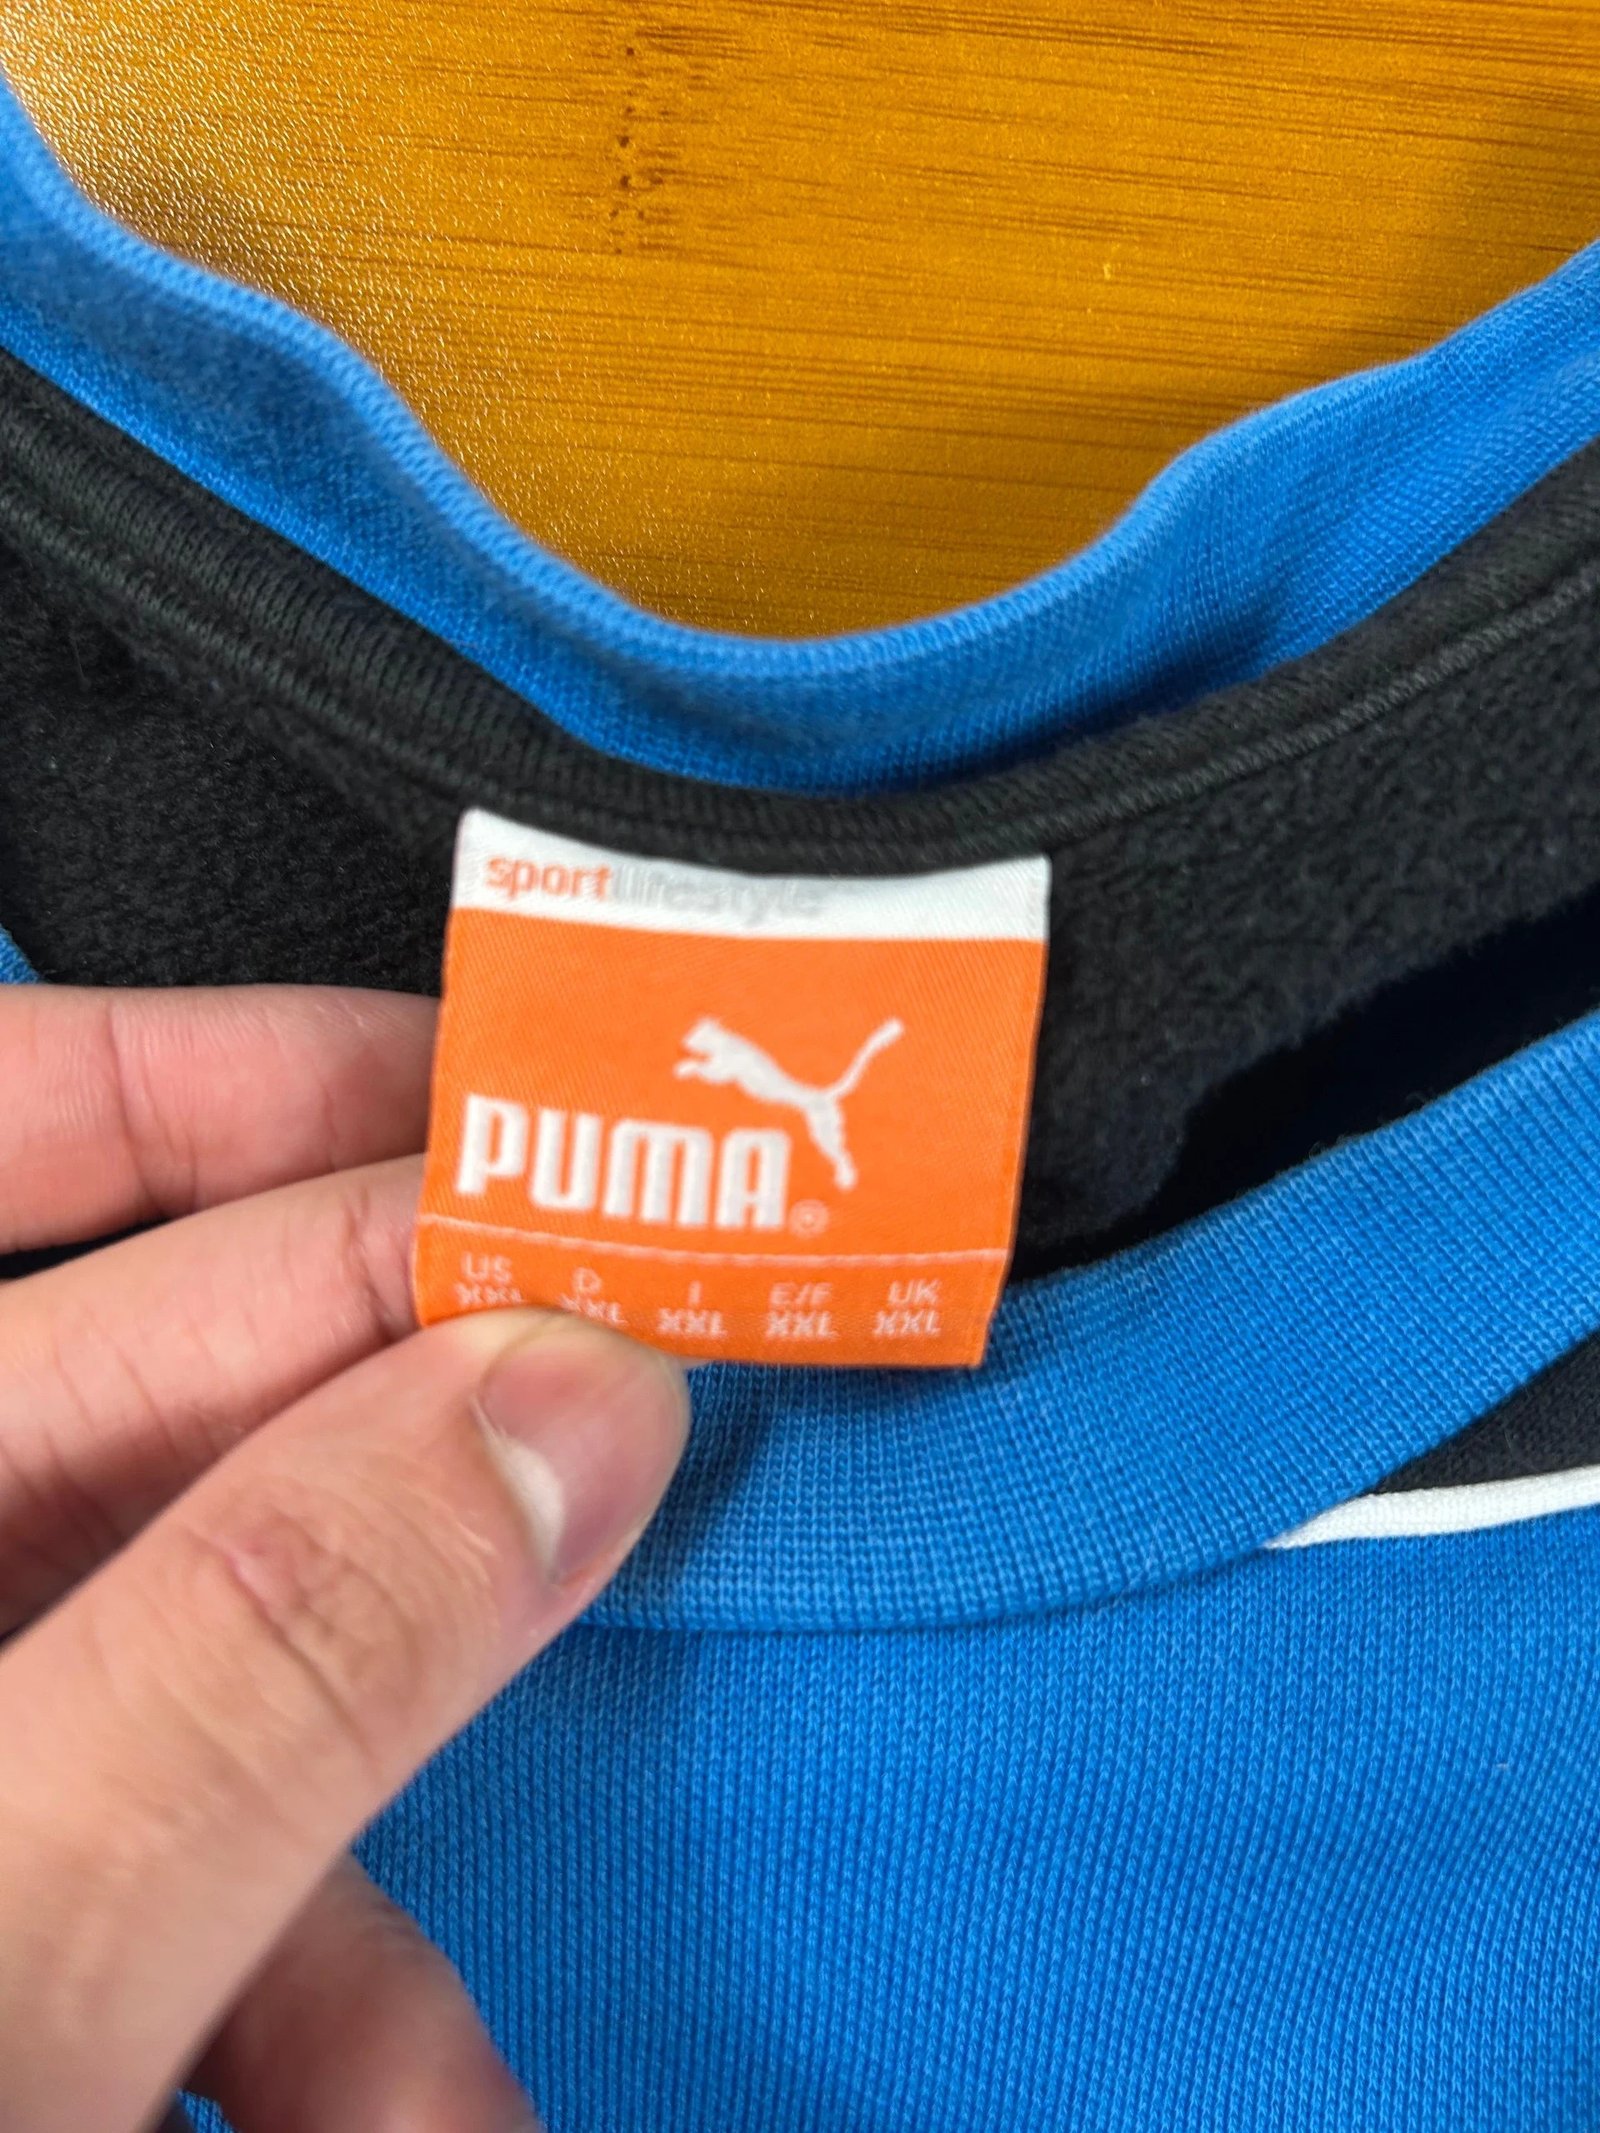 sportlifestyle
PUMA®
US D I E/F UK
XXL XXL XXL XXL XXL